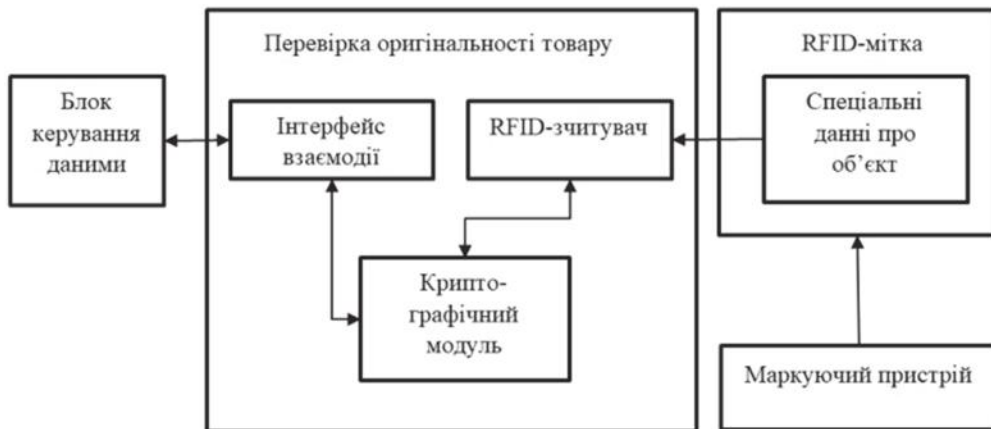 Перевірка оригінальності товару
RFID-мітка
Блок
керування
даними
Інтерфейс
взаємодії
RFID-зчитувач
Спеціальні
данні про
об’єкт
Крипто-
графічний
модуль
Маркуючий пристрій